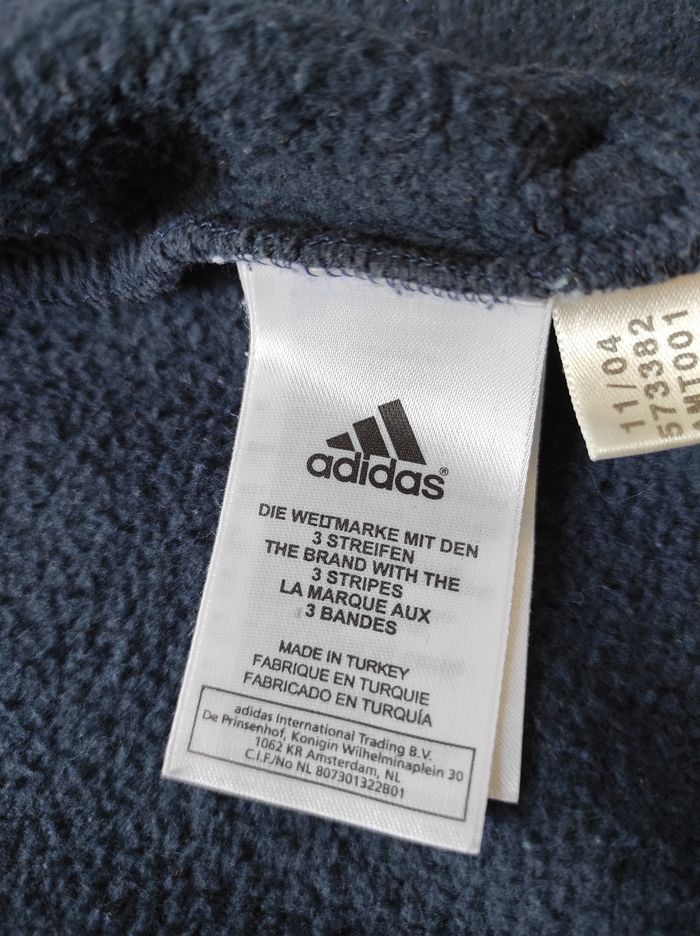 adidas®
DIE WELTMARKE MIT DEN
3 STREIFEN
THE BRAND WITH THE
3 STRIPES
LA MARQUE AUX
3 BANDES
MADE IN TURKEY
FABRIQUE EN TURQUIE
FABRICADO EN TURQUÍA
adidas International Trading B.V.
De Prinsenhof, Konigin Wilhelminaplein 30
1062 KR Amsterdam, NL
C.I.F./No NL 807301322B01
11/04
573382
MT001